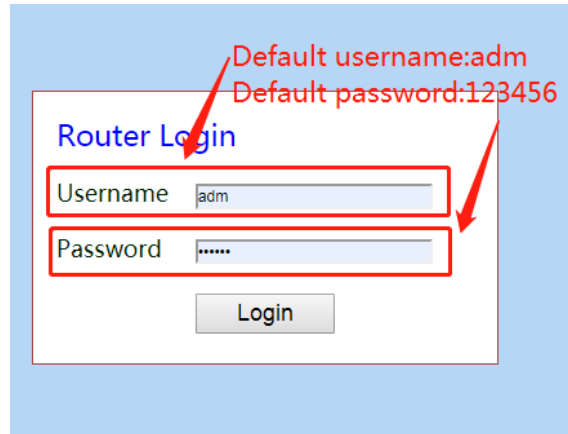 Default username:adm
Default password:123456
Router Login
Username adm
Password ••••••
Login